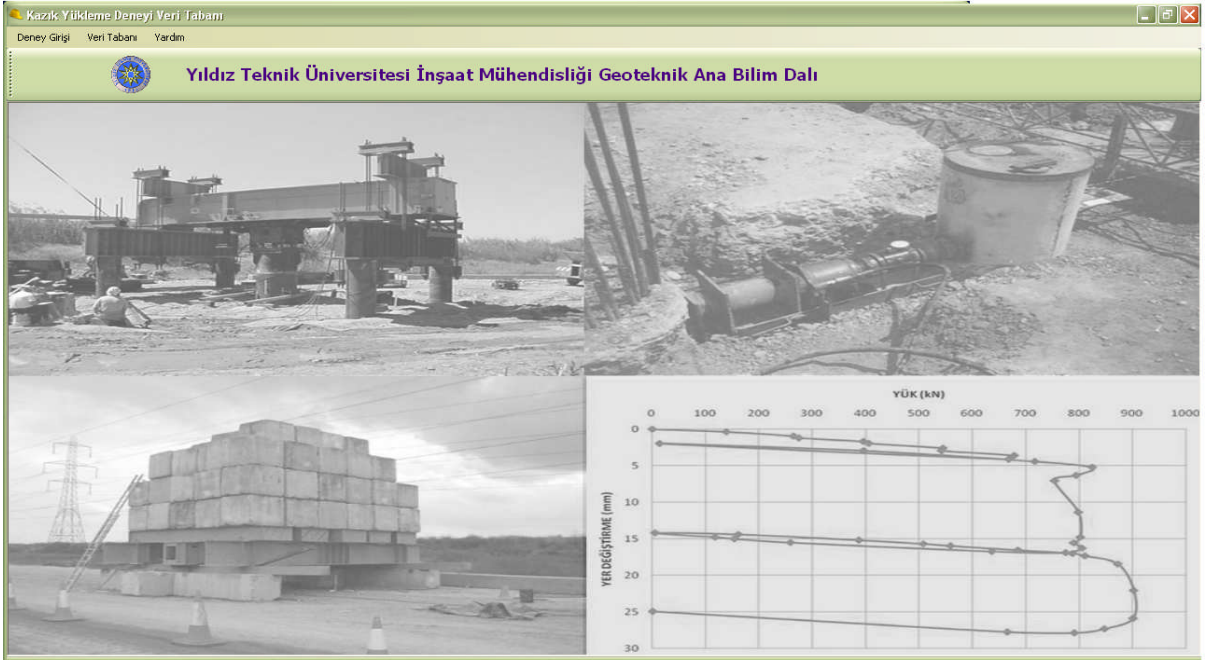 Kazık Yükleme Deneyi Veri Tabanı
Deney Girişi Veri Tabanı Yardım
Yıldız Teknik Üniversitesi İnşaat Mühendisliği Geoteknik Ana Bilim Dalı
YÜK (kN)
0 100 200 300 400 500 600 700 800 900 1000
YER DEĞİŞTİRME (mm)
0
5
10
15
20
25
30